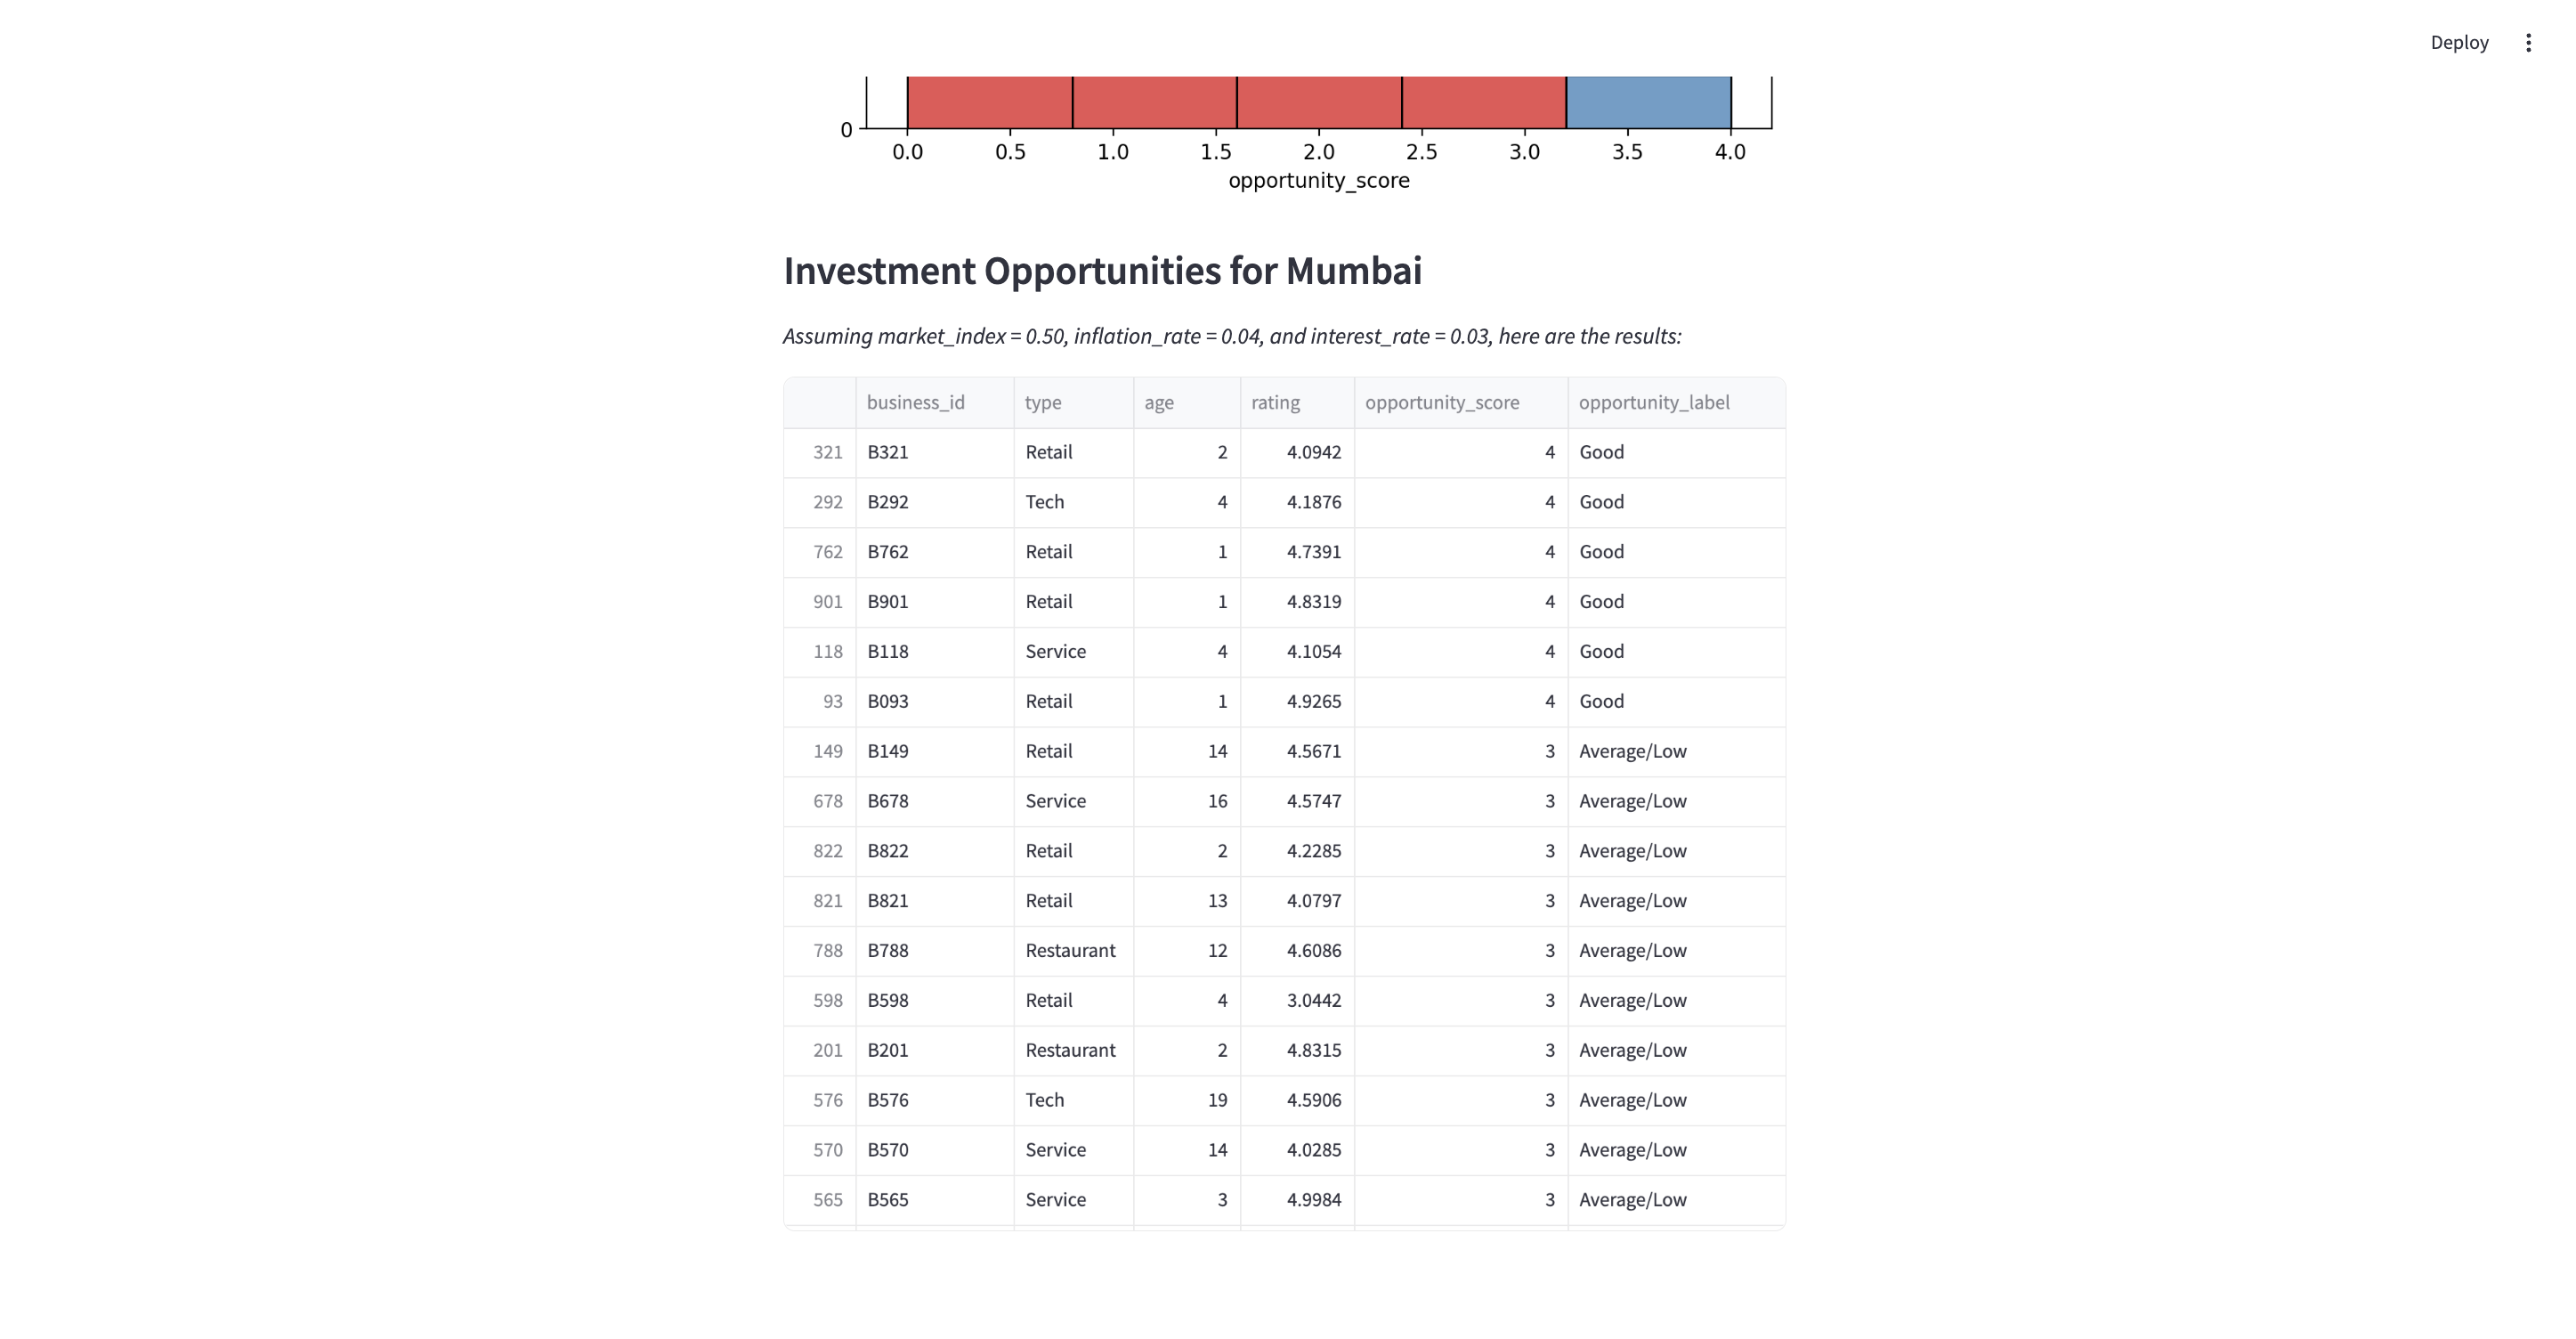 Deploy
0
0.0 0.5 1.0 1.5 2.0 2.5 3.0 3.5 4.0
opportunity_score
Investment Opportunities for Mumbai
Assuming market_index = 0.50, inflation_rate = 0.04, and interest_rate = 0.03, here are the results:
business_id type age rating opportunity_score opportunity_label
321 B321 Retail 2 4.0942 4 Good
292 B292 Tech 4 4.1876 4 Good
762 B762 Retail 1 4.7391 4 Good
901 B901 Retail 1 4.8319 4 Good
118 B118 Service 4 4.1054 4 Good
93 B093 Retail 1 4.9265 4 Good
149 B149 Retail 14 4.5671 3 Average/Low
678 B678 Service 16 4.5747 3 Average/Low
822 B822 Retail 2 4.2285 3 Average/Low
821 B821 Retail 13 4.0797 3 Average/Low
788 B788 Restaurant 12 4.6086 3 Average/Low
598 B598 Retail 4 3.0442 3 Average/Low
201 B201 Restaurant 2 4.8315 3 Average/Low
576 B576 Tech 19 4.5906 3 Average/Low
570 B570 Service 14 4.0285 3 Average/Low
565 B565 Service 3 4.9984 3 Average/Low